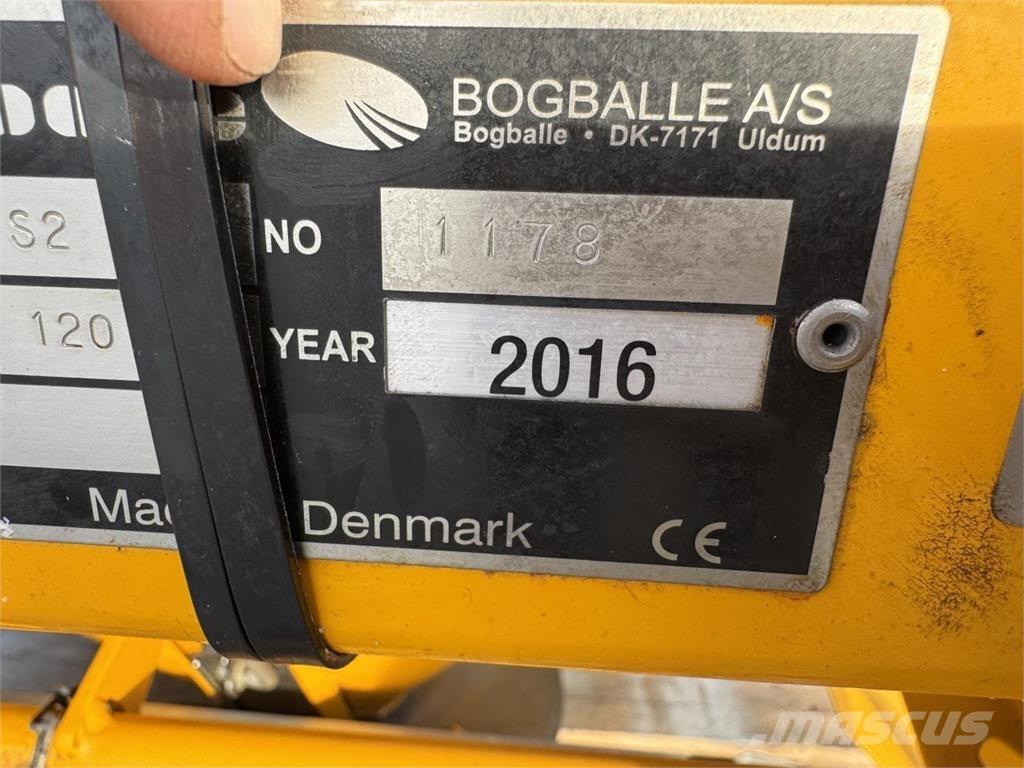 BOGBALLE A/S
Bogballe • DK-7171 Uldum
S2
NO 1178
120
YEAR 2016
Denmark CE
MASCUS